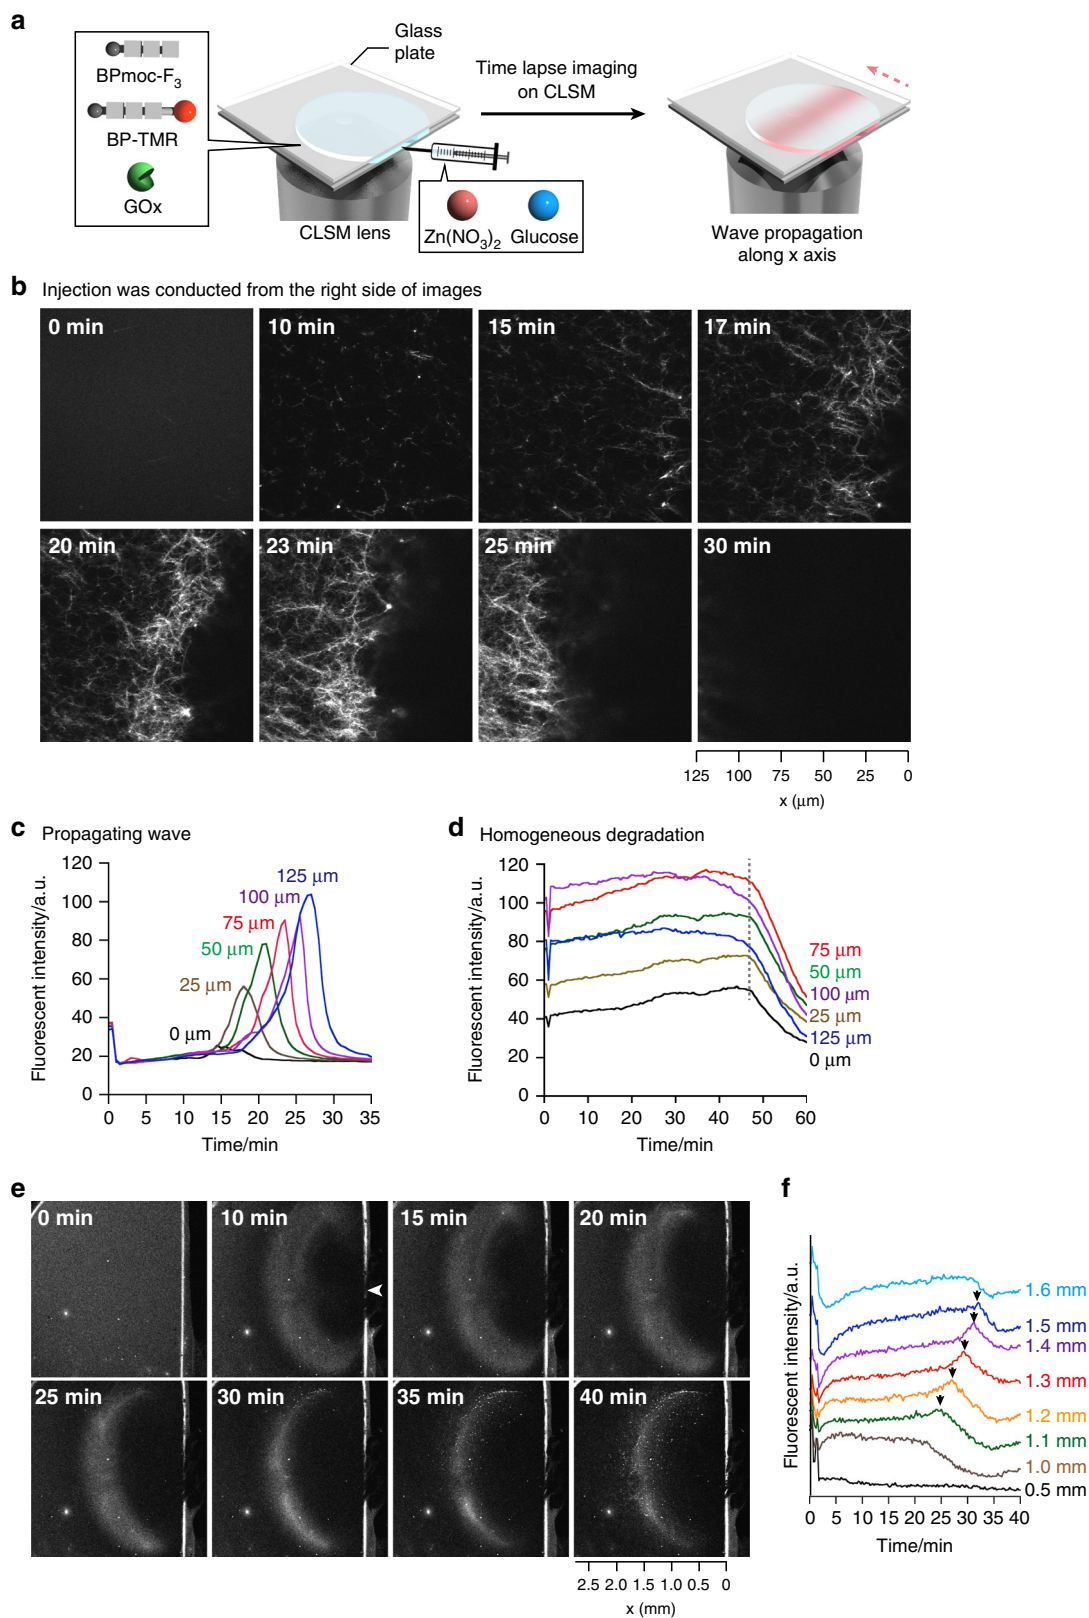 a
BPmoc-F3
BP-TMR
GOx
Glass
plate
CLSM lens
Zn(NO3)2 Glucose
Time lapse imaging
on CLSM
Wave propagation
along x axis
b Injection was conducted from the right side of images
0 min 10 min 15 min 17 min
20 min 23 min 25 min 30 min
125 100 75 50 25 0
x (μm)
c Propagating wave
Fluorescent intensity/a.u.
120
100
80
60
40
20
0
125 μm
100 μm
75 μm
50 μm
25 μm
0 μm
0 5 10 15 20 25 30 35
Time/min
d Homogeneous degradation
Fluorescent intensity/a.u.
120
100
80
60
40
20
0
75 μm
50 μm
100 μm
25 μm
125 μm
0 μm
0 10 20 30 40 50 60
Time/min
e
0 min 10 min 15 min 20 min
25 min 30 min 35 min 40 min
2.5 2.0 1.5 1.0 0.5 0
x (mm)
f
Fluorescent intensity/a.u.
1.6 mm
1.5 mm
1.4 mm
1.3 mm
1.2 mm
1.1 mm
1.0 mm
0.5 mm
0 5 10 15 20 25 30 35 40
Time/min